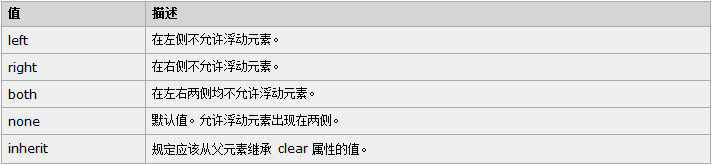 值 描述
left 在左侧不允许浮动元素。
right 在右侧不允许浮动元素。
both 在左右两侧均不允许浮动元素。
none 默认值。允许浮动元素出现在两侧。
inherit 规定应该从父元素继承 clear 属性的值。